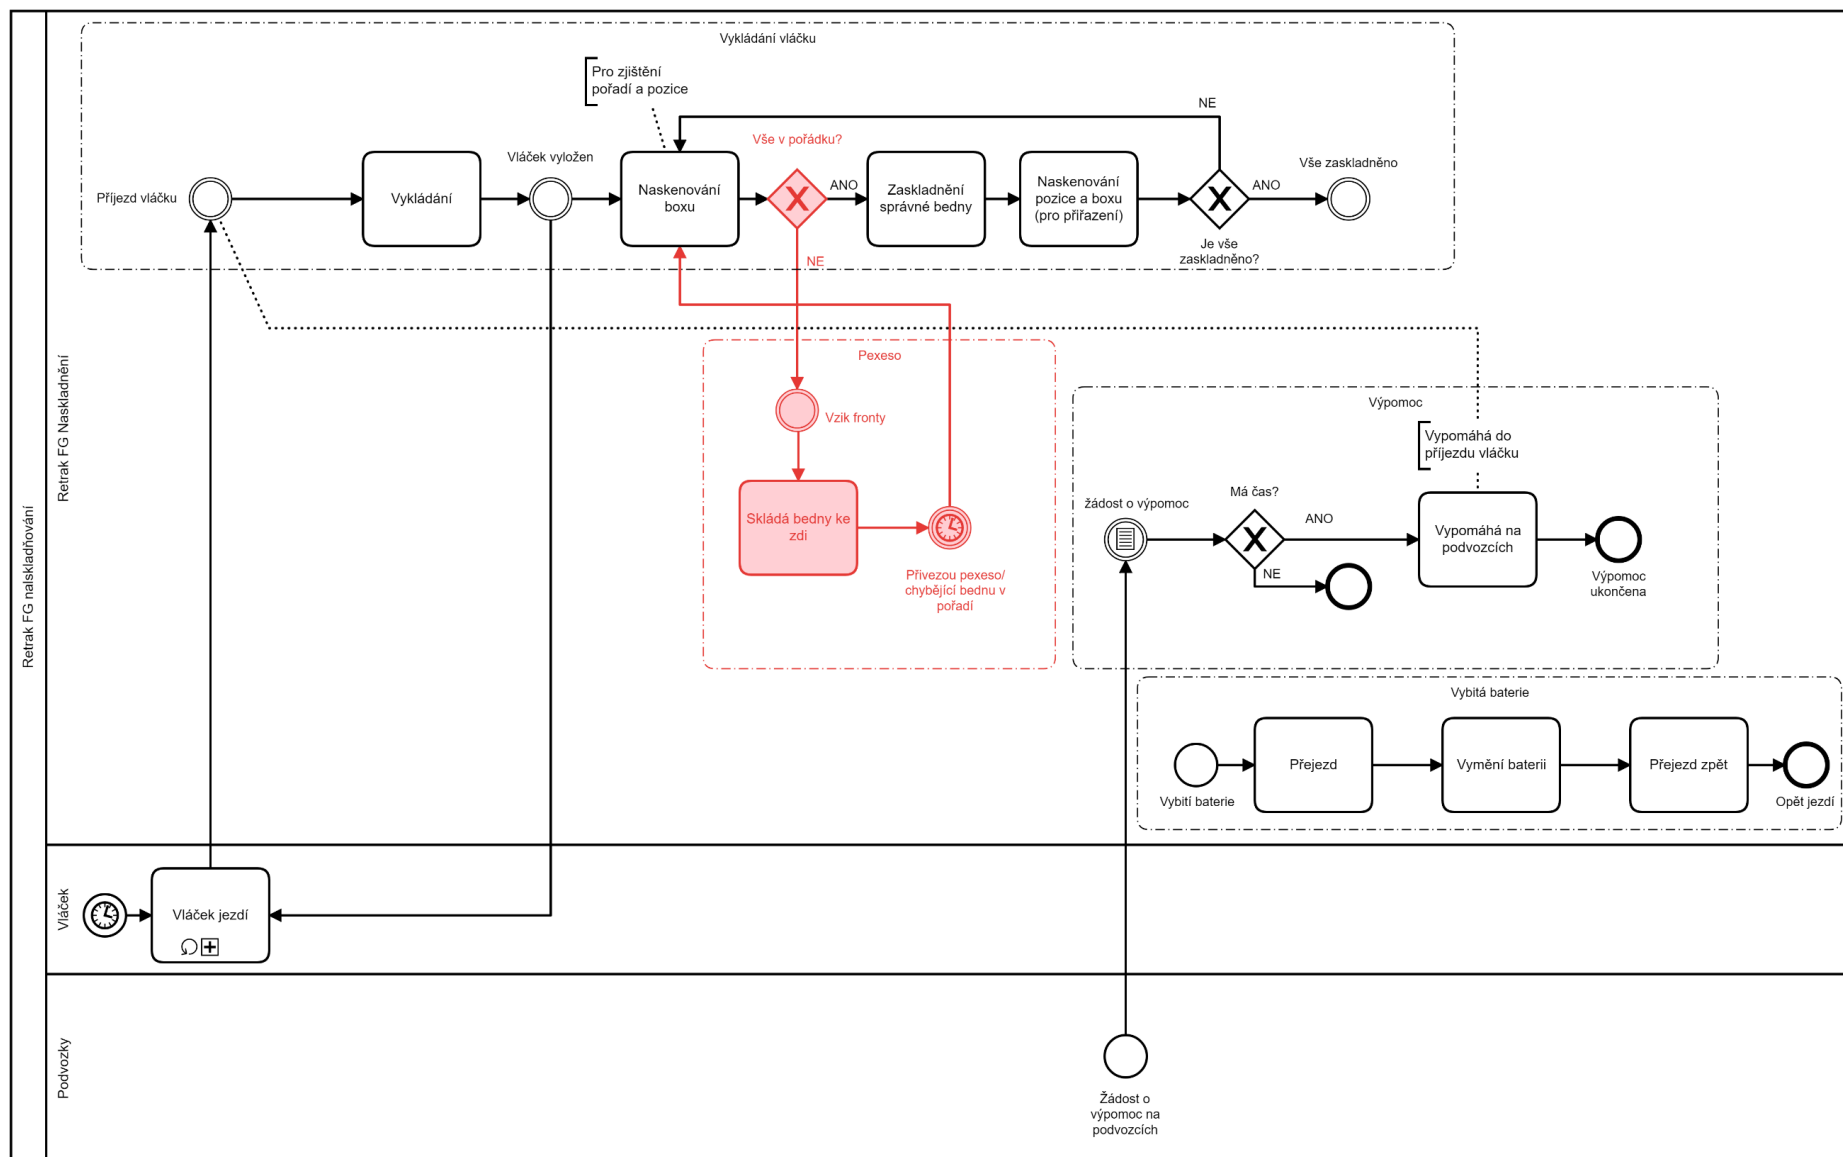 Retrak FG nalskladňování
Retrak FG Naskladnění
Vykládání vláčku
Pro zjištění
pořadí a pozice
NE
Vše v pořádku?
Vláček vyložen
Vše zaskladněno
Příjezd vláčku
Vykládání
Naskenování
boxu
ANO
Zaskladnění
správné bedny
Naskenování
pozice a boxu
(pro přiřazení)
ANO
Je vše
zaskladněno?
NE
Pexeso
Vzik fronty
Skládá bedny ke
zdi
Přivezou pexeso/
chybějící bednu v
pořadí
Výpomoc
Vypomáhá do
příjezdu vláčku
žádost o výpomoc
Má čas?
ANO
NE
Vypomáhá na
podvozcích
Výpomoc
ukončena
Vybitá baterie
Přejezd
Vymění baterii
Přejezd zpět
Vybití baterie
Opět jezdí
Vláček
Vláček jezdí
Podvozky
Žádost o
výpomoc na
podvozcích